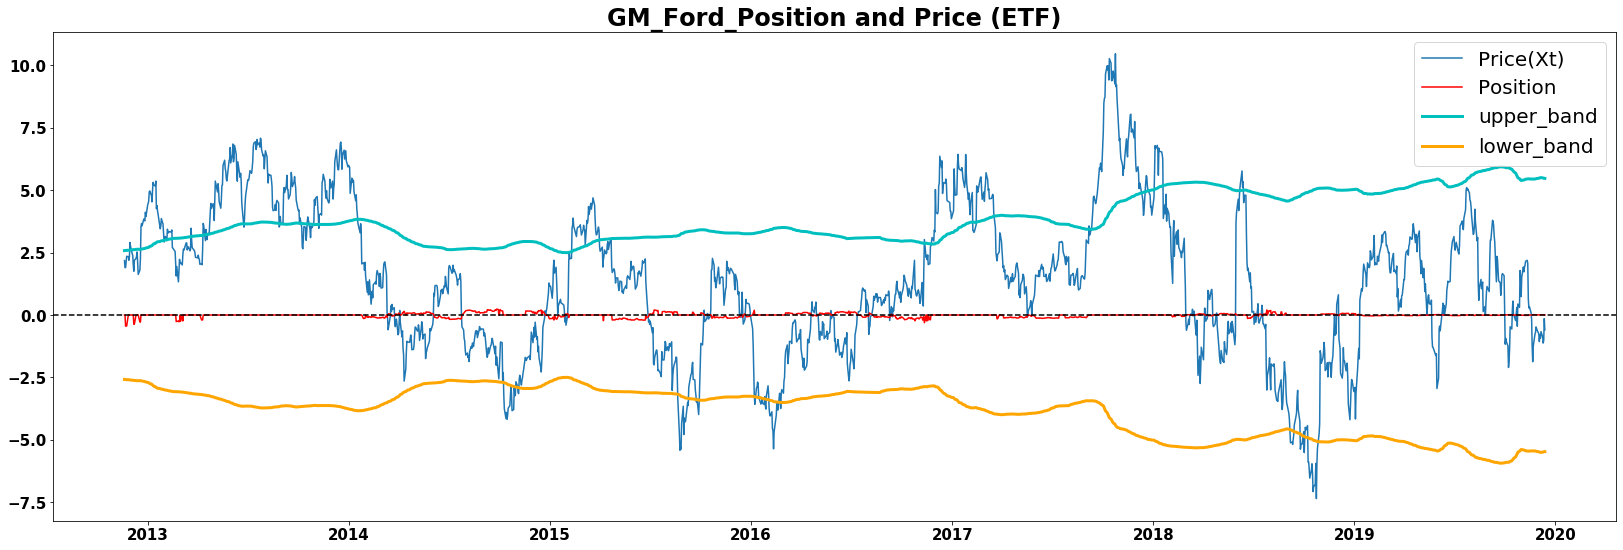 GM_Ford_Position and Price (ETF)
Price(Xt)
Position
upper_band
lower_band
10.0
7.5
5.0
2.5
0.0
−2.5
−5.0
−7.5
2013 2014 2015 2016 2017 2018 2019 2020